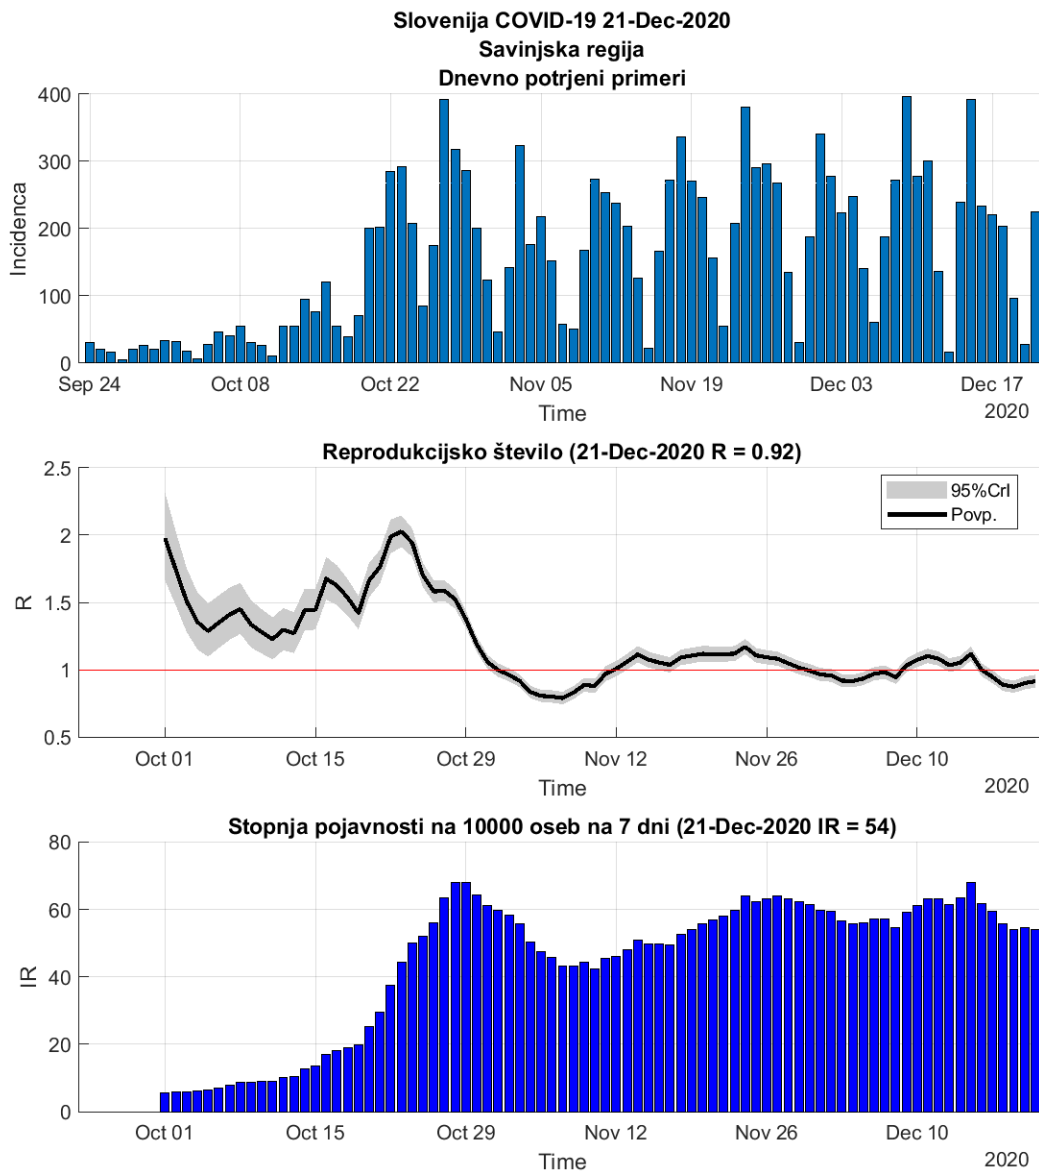 Slovenija COVID-19 21-Dec-2020
Savinjska regija
Dnevno potrjeni primeri
400
300
200
100
0
Incidenca
Sep 24 Oct 08 Oct 22 Nov 05 Nov 19 Dec 03 Dec 17
Time
2020
Reprodukcijsko število (21-Dec-2020 R = 0.92)
2.5
2
1.5
1
0.5
R
95%CrI
Povp.
Oct 01 Oct 15 Oct 29 Nov 12 Nov 26 Dec 10
Time
2020
Stopnja pojavnosti na 10000 oseb na 7 dni (21-Dec-2020 IR = 54)
80
60
40
20
0
IR
Oct 01 Oct 15 Oct 29 Nov 12 Nov 26 Dec 10
Time
2020